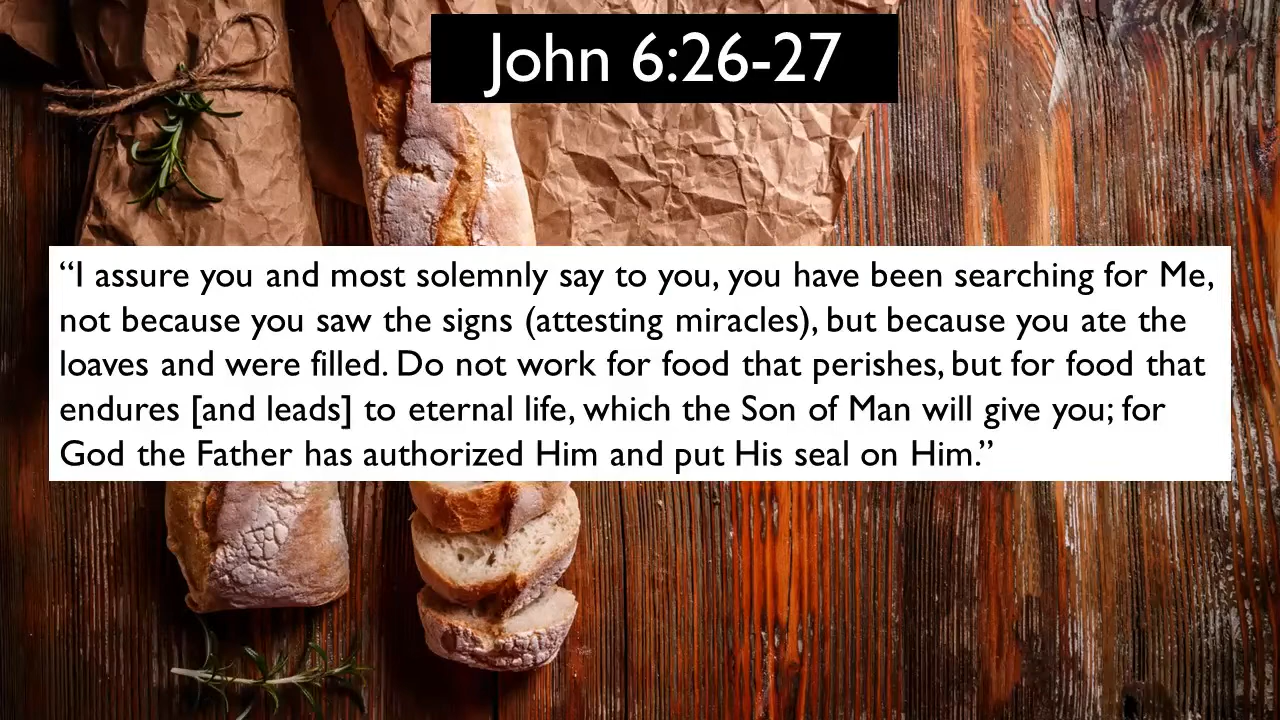 John 6:26-27
“I assure you and most solemnly say to you, you have been searching for Me,
not because you saw the signs (attesting miracles), but because you ate the
loaves and were filled. Do not work for food that perishes, but for food that
endures [and leads] to eternal life, which the Son of Man will give you; for
God the Father has authorized Him and put His seal on Him.”